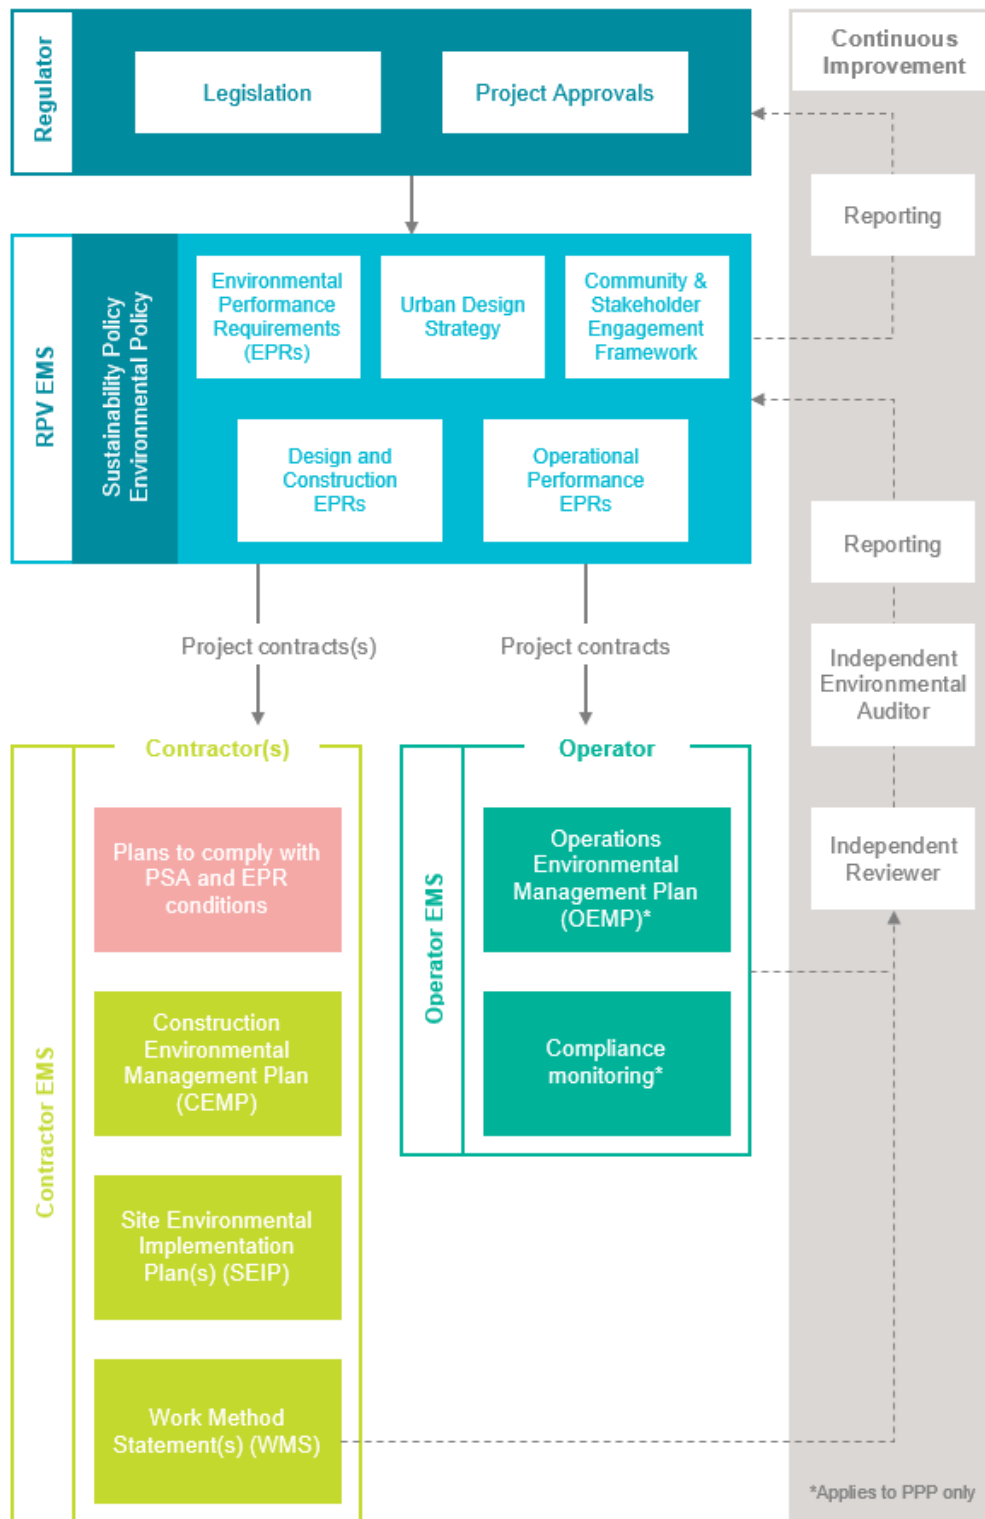 Regulator
Legislation
Project Approvals
Continuous
Improvement
Reporting
RPV EMS
Sustainability Policy
Environmental Policy
Environmental
Performance
Requirements
(EPRs)
Urban Design
Strategy
Community &
Stakeholder
Engagement
Framework
Design and
Construction
EPRs
Operational
Performance
EPRs
Reporting
Project contracts(s)
Project contracts
Independent
Environmental
Auditor
Independent
Reviewer
Contractor(s)
Contractor EMS
Plans to comply with
PSA and EPR
conditions
Construction
Environmental
Management Plan
(CEMP)
Site Environmental
Implementation
Plan(s) (SEIP)
Work Method
Statement(s) (WMS)
Operator
Operator EMS
Operations
Environmental
Management Plan
(OEMP)*
Compliance
monitoring*
*Applies to PPP only